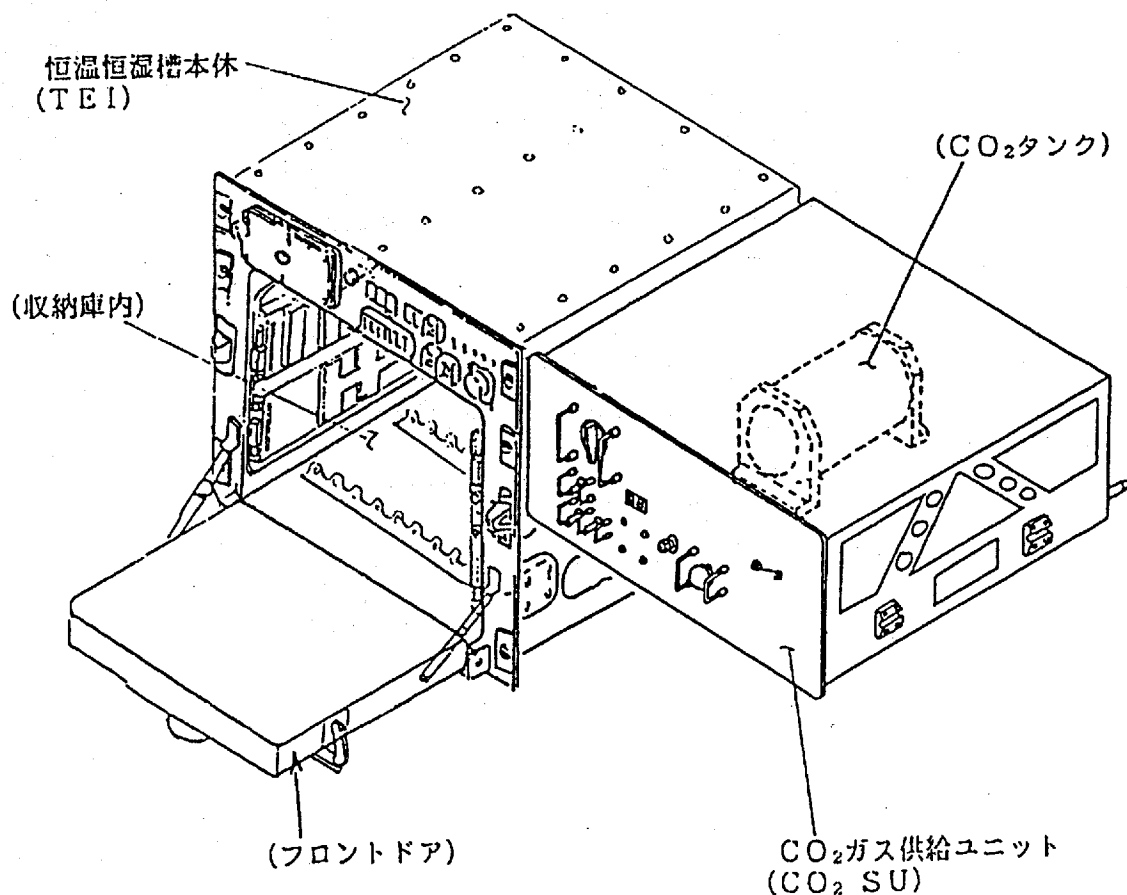 恒温恒湿槽本休
(TEI)
(CO₂タンク)
(収納庫内)
(フロントドア)
CO₂ガス供給ユニット
(CO₂ SU)